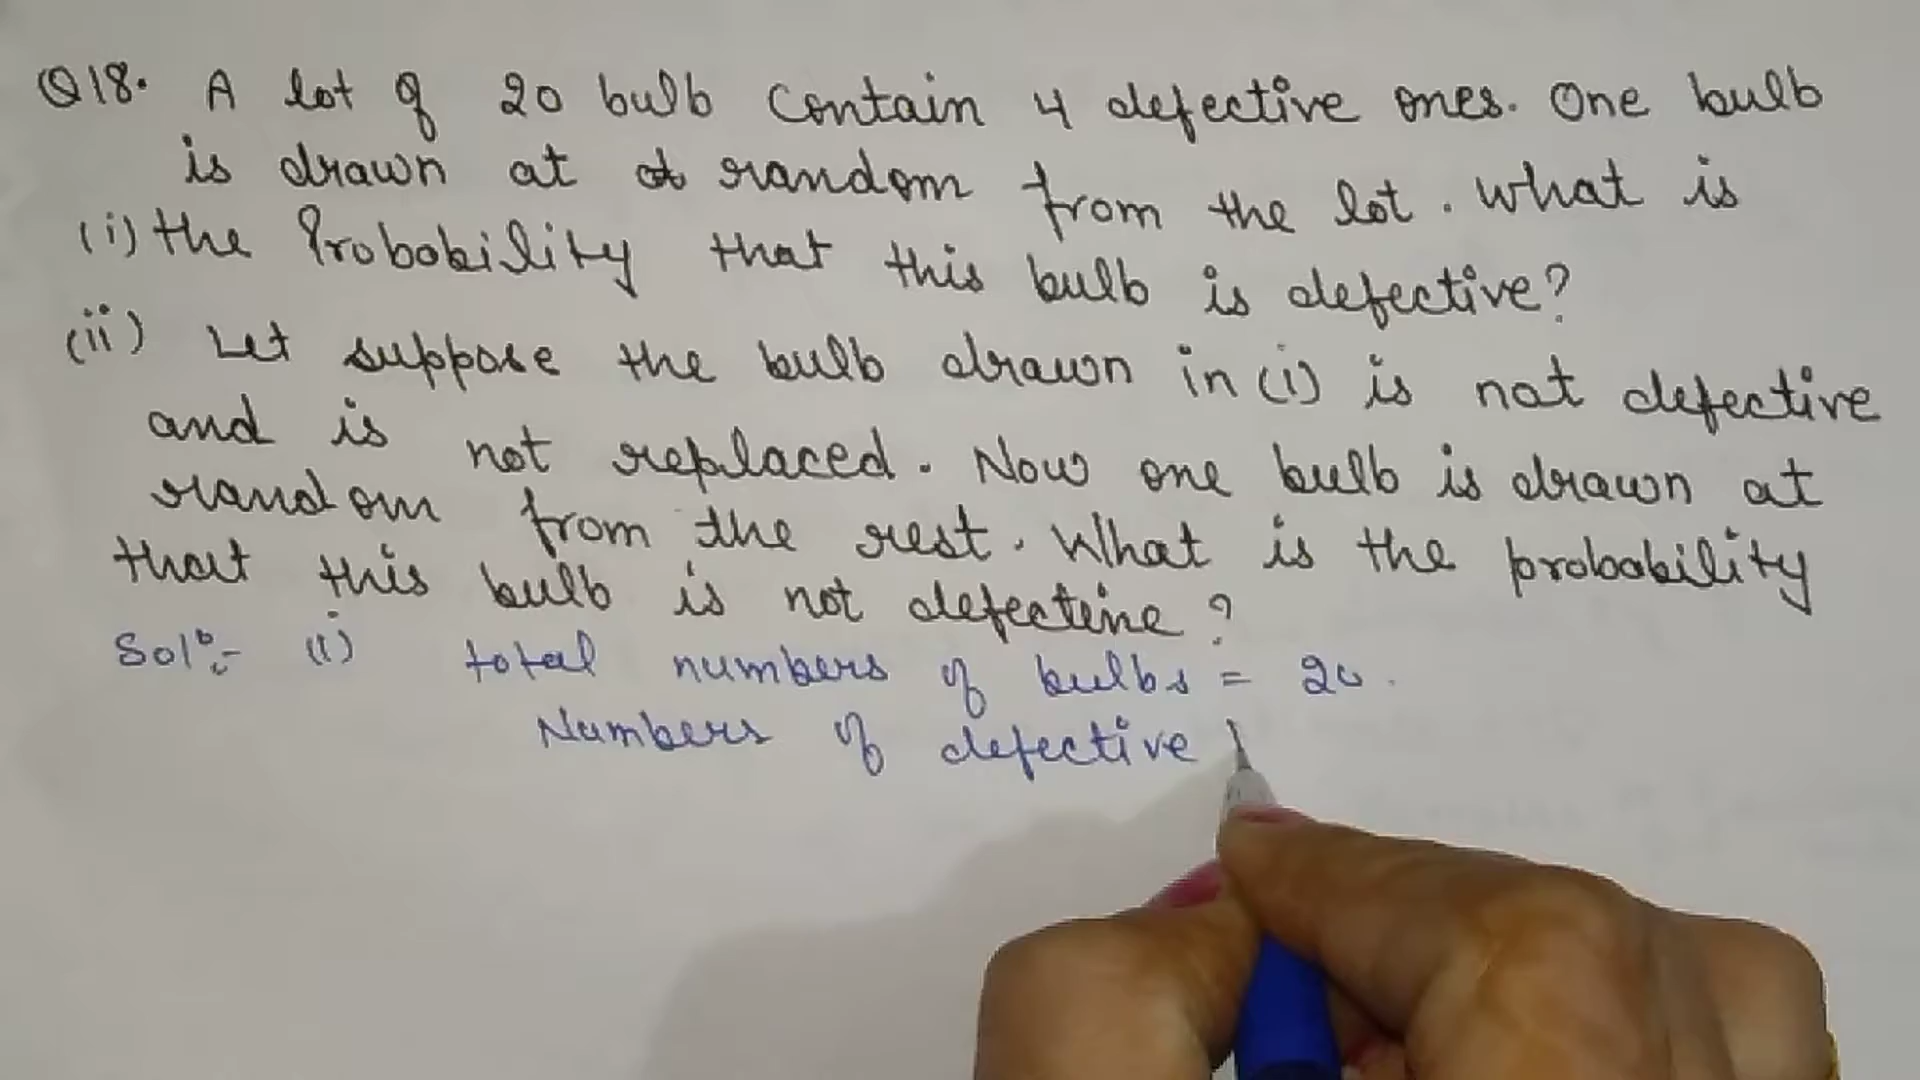 Q18. A lot of 20 bulb contain 4 defective ones. One bulb
is drawn at random from the lot. what is
(i) the Probobility that this bulb is defective?
(ii) Let suppose the bulb drawn in (i) is not defective
and is not replaced. Now one bulb is drawn at
random from the rest. What is the probability
that this bulb is not defective?
Sol:- (i) total numbers of bulbs = 20.
Numbers of defective